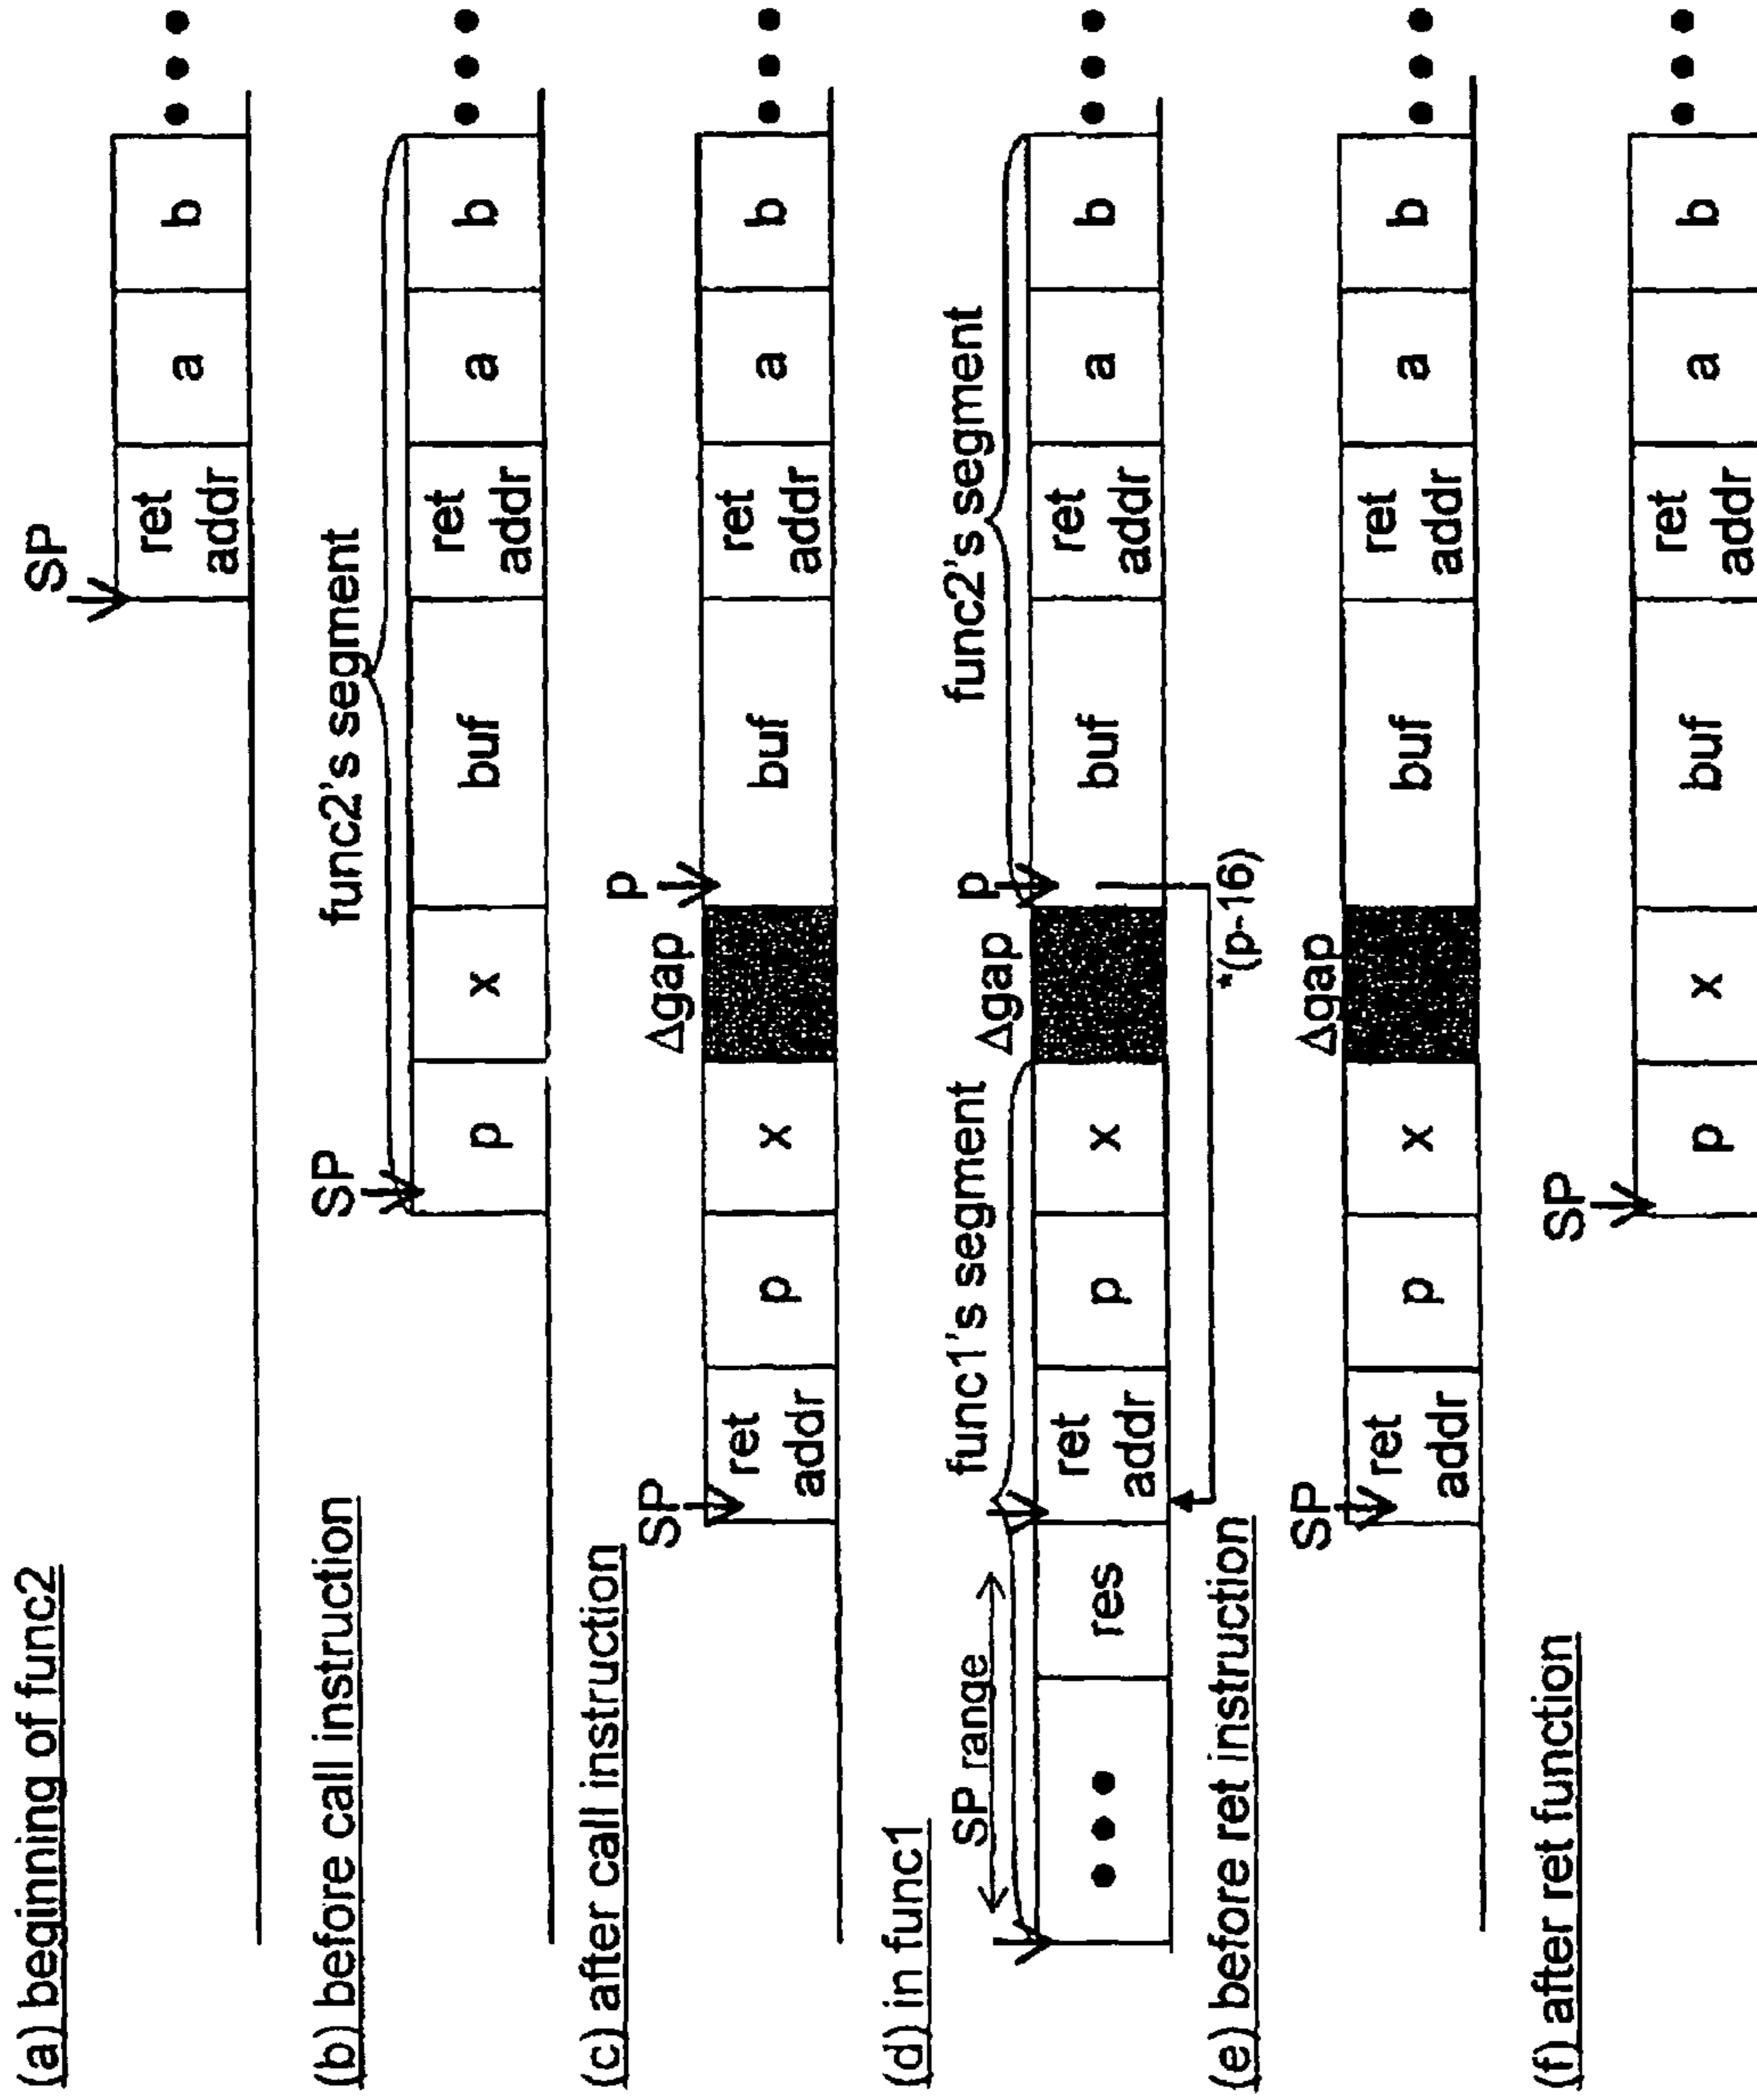 (a) beginning of func2
SP
ret
addr
a
b
(b) before call instruction
func2's segment
SP
p
x
buf
ret
addr
a
b
(c) after call instruction
SP
Δgap
p
ret
addr
p
x
buf
ret
addr
a
b
(d) in func1
SP range
func1's segment
Δgap
p
func2's segment
res
ret
addr
p
x
buf
ret
addr
a
b
*(p-16)
(e) before ret instruction
SP
Δgap
ret
addr
p
x
buf
ret
addr
a
b
(f) after ret function
SP
p
x
buf
ret
addr
a
b